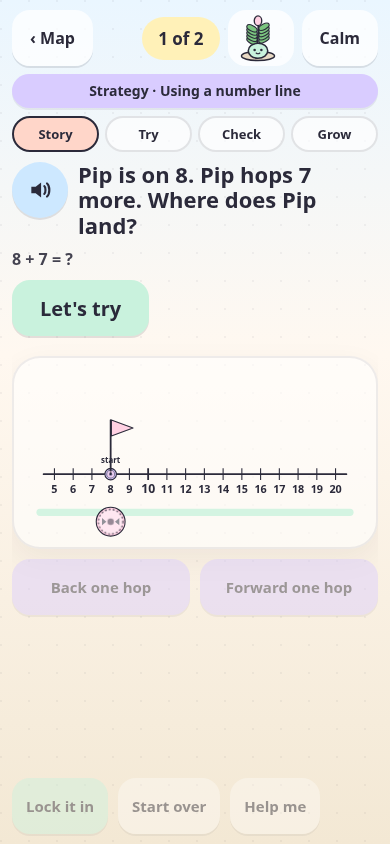 ‹ Map
1 of 2
Calm
Strategy · Using a number line
Story
Try
Check
Grow
Pip is on 8. Pip hops 7
more. Where does Pip
land?
8 + 7 = ?
Let's try
start
5 6 7 8 9 10 11 12 13 14 15 16 17 18 19 20
Back one hop
Forward one hop
Lock it in
Start over
Help me